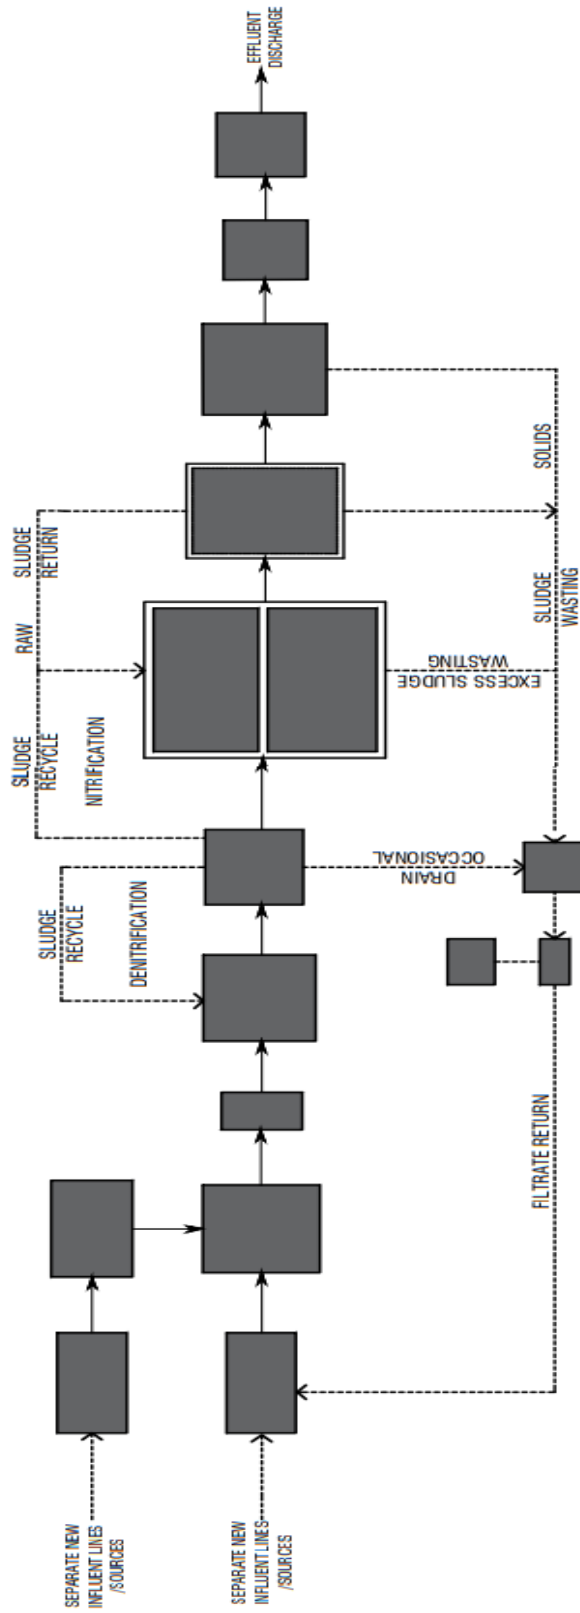 SEPARATE NEW
INFLUENT LINES
/SOURCES
SEPARATE NEW
INFLUENT LINES
/SOURCES
SLUDGE
RECYCLE
DENITRIFICATION
SLUDGE
RECYCLE
NITRIFICATION
RAW
SLUDGE
RETURN
EFFLUENT
DISCHARGE
DRAIN
OCCASIONAL
EXCESS SLUDGE
WASTING
SOLIDS
SLUDGE
WASTING
FILTRATE RETURN